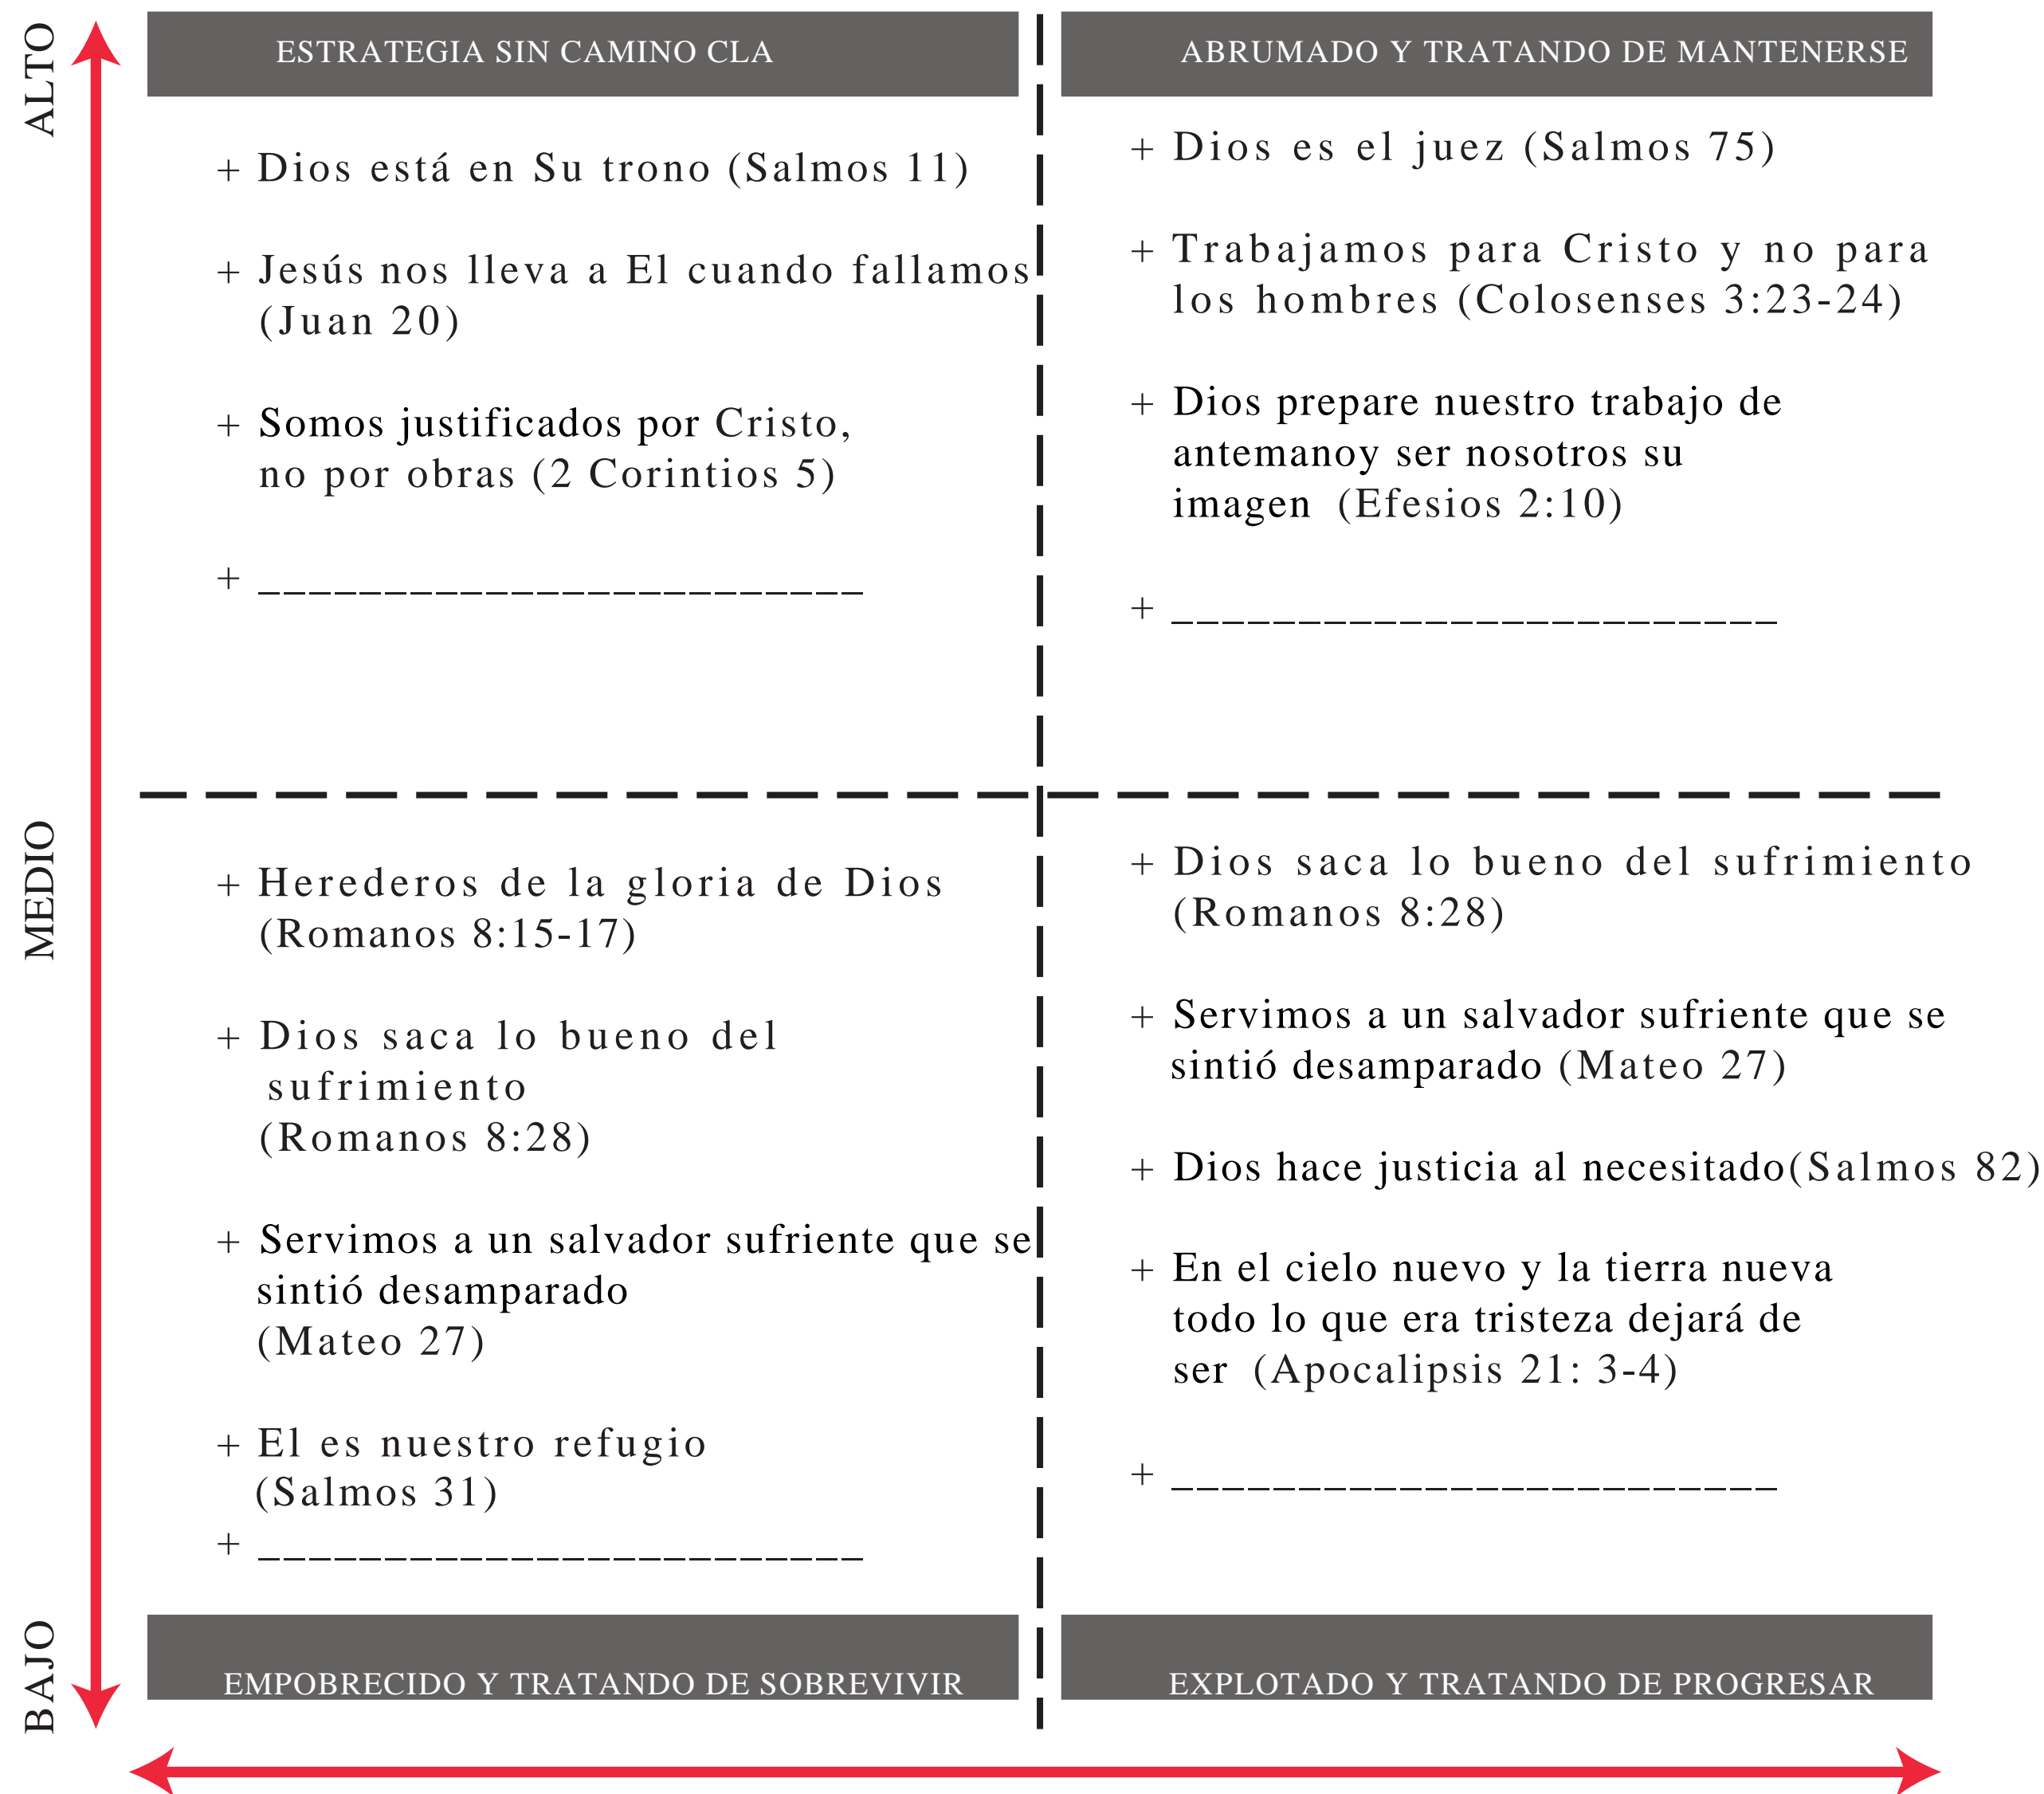 ALTO
MEDIO
BAJO
ESTRATEGIA SIN CAMINO CLA
+ Dios está en Su trono (Salmos 11)
+ Jesús nos lleva a El cuando fallamos
(Juan 20)
+ Somos justificados por Cristo,
no por obras (2 Corintios 5)
+ ________________________
ABRUMADO Y TRATANDO DE MANTENERSE
+ Dios es el juez (Salmos 75)
+ Trabajamos para Cristo y no para
los hombres (Colosenses 3:23-24)
+ Dios prepare nuestro trabajo de
antemanoy ser nosotros su
imagen (Efesios 2:10)
+ ________________________
+ Herederos de la gloria de Dios
(Romanos 8:15-17)
+ Dios saca lo bueno del
sufrimiento
(Romanos 8:28)
+ Servimos a un salvador sufriente que se
sintió desamparado
(Mateo 27)
+ El es nuestro refugio
(Salmos 31)
+ ________________________
EMPOBRECIDO Y TRATANDO DE SOBREVIVIR
+ Dios saca lo bueno del sufrimiento
(Romanos 8:28)
+ Servimos a un salvador sufriente que se
sintió desamparado (Mateo 27)
+ Dios hace justicia al necesitado(Salmos 82)
+ En el cielo nuevo y la tierra nueva
todo lo que era tristeza dejará de
ser (Apocalipsis 21: 3-4)
+ ________________________
EXPLOTADO Y TRATANDO DE PROGRESAR